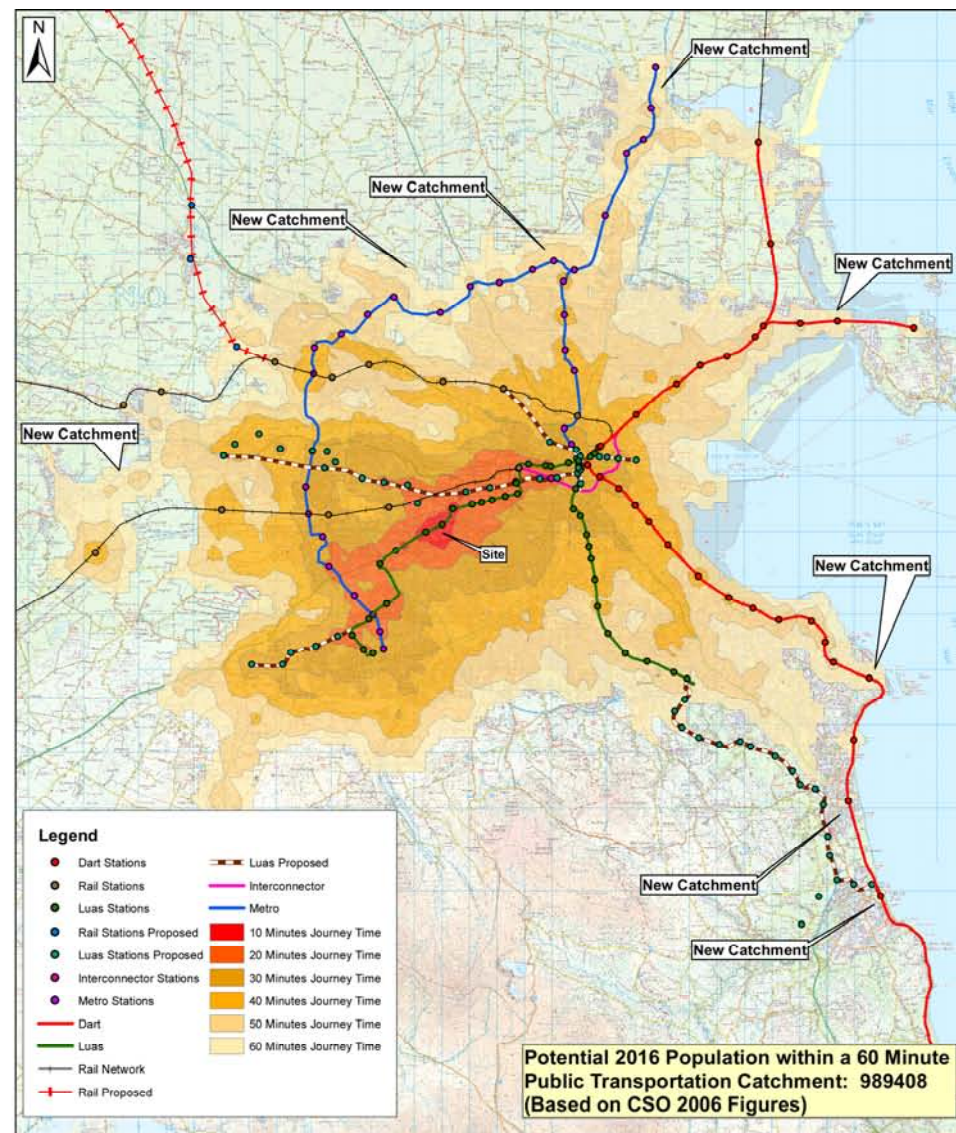 N
New Catchment
New Catchment
New Catchment
New Catchment
New Catchment
Site
New Catchment
New Catchment
New Catchment
Legend
Dart Stations
Rail Stations
Luas Stations
Rail Stations Proposed
Luas Stations Proposed
Interconnector Stations
Metro Stations
Dart
Luas
Rail Network
Rail Proposed
Luas Proposed
Interconnector
Metro
10 Minutes Journey Time
20 Minutes Journey Time
30 Minutes Journey Time
40 Minutes Journey Time
50 Minutes Journey Time
60 Minutes Journey Time
Potential 2016 Population within a 60 Minute
Public Transportation Catchment: 989408
(Based on CSO 2006 Figures)